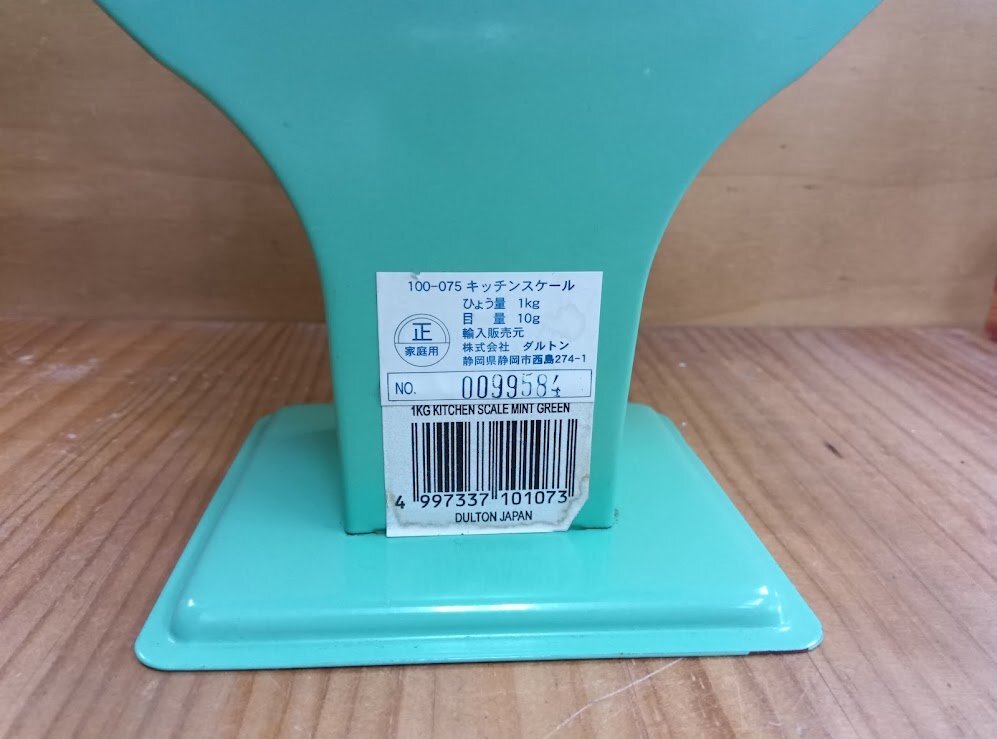 100-075 キッチンスケール
ひょう量 1kg
目 量 10g
正
家庭用
輸入販売元
株式会社 ダルトン
静岡県静岡市西島274-1
NO. 0099584
1KG KITCHEN SCALE MINT GREEN
4 997337 101073
DULTON JAPAN